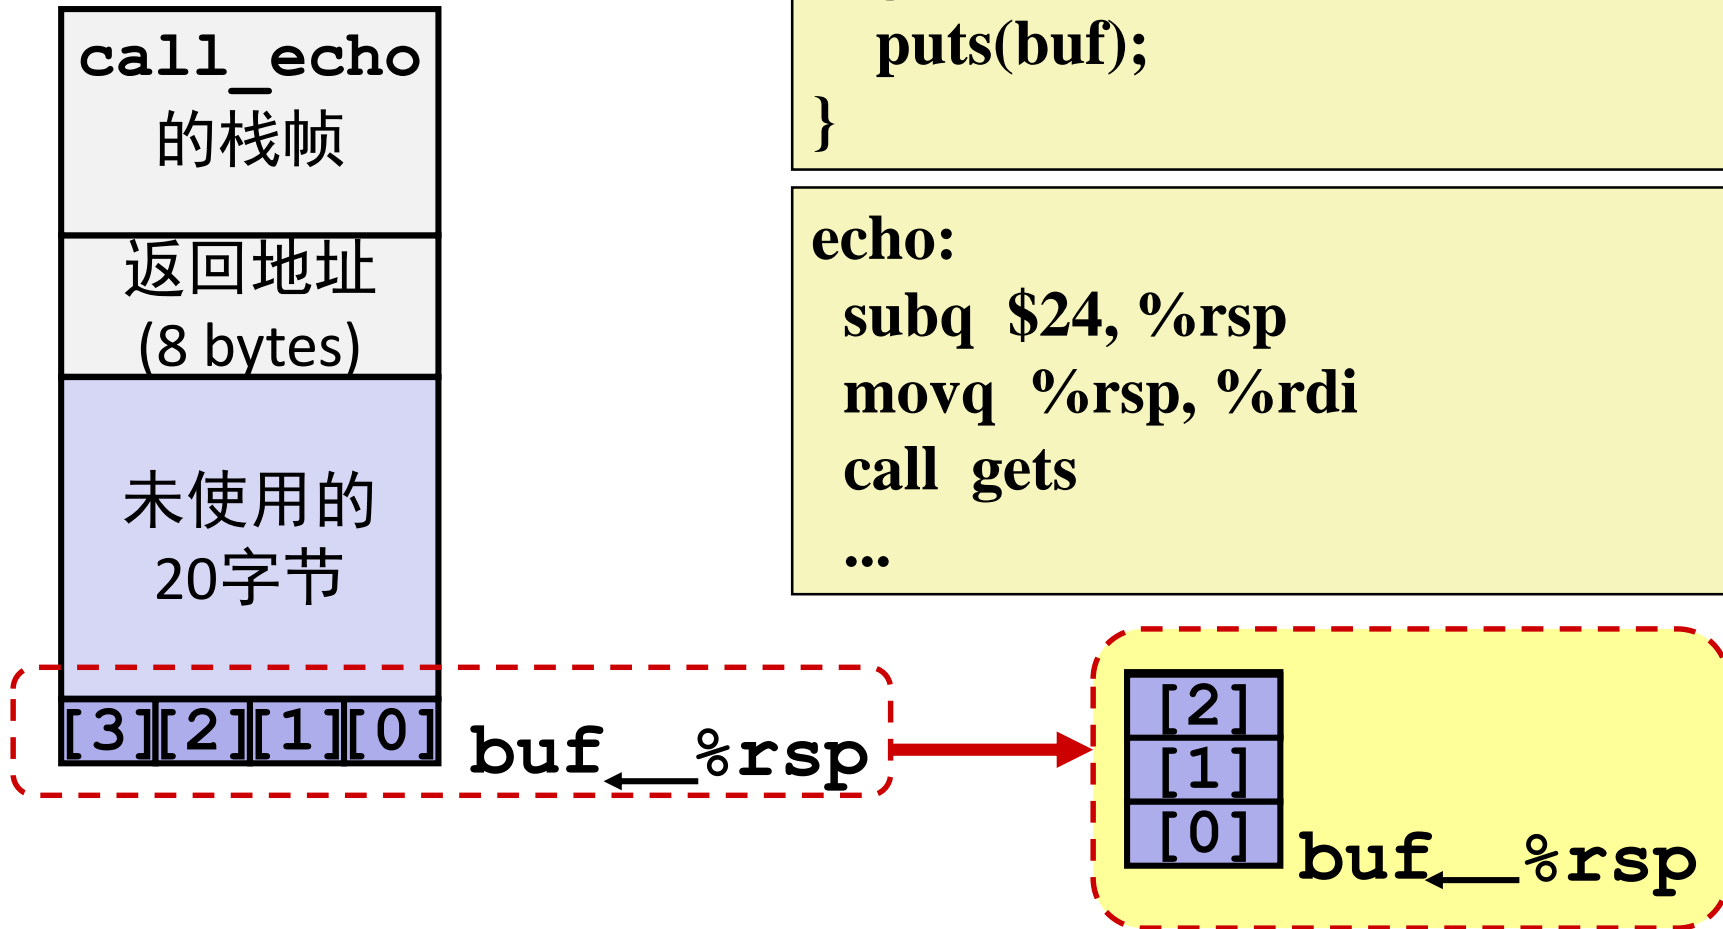 call_echo
的栈帧
返回地址
(8 bytes)
未使用的
20字节
[3][2][1][0]
buf
%rsp
puts(buf);
}
echo:
subq $24, %rsp
movq %rsp, %rdi
call gets
...
[2]
[1]
[0]
buf
%rsp